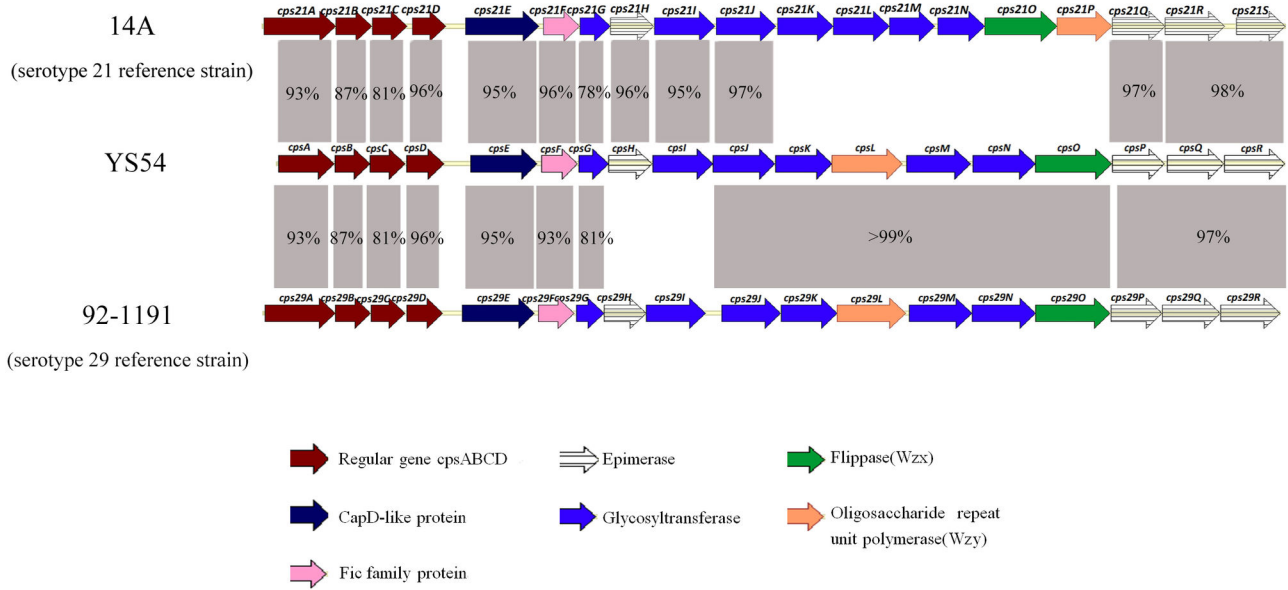 cps21A cps21B cps21C cps21D cps21E cps21F cps21G cps21H cps21I cps21J cps21K cps21L cps21M cps21N cps21O cps21P cps21Q cps21R cps21S
14A
(serotype 21 reference strain)
93% 87% 81% 96% 95% 96% 78% 96% 95% 97% 97% 98%
cpsA cpsB cpsC cpsD cpsE cpsF cpsG cpsH cpsI cpsJ cpsK cpsL cpsM cpsN cpsO cpsP cpsQ cpsR
YS54
93% 87% 81% 96% 95% 93% 81% >99% 97%
cps29A cps29B cps29C cps29D cps29E cps29F cps29G cps29H cps29I cps29J cps29K cps29L cps29M cps29N cps29O cps29P cps29Q cps29R
92-1191
(serotype 29 reference strain)
Regular gene cpsABCD
Epimerase
Flippase(Wzx)
CapD-like protein
Glycosyltransferase
Oligosaccharide repeat
unit polymerase(Wzy)
Fic family protein